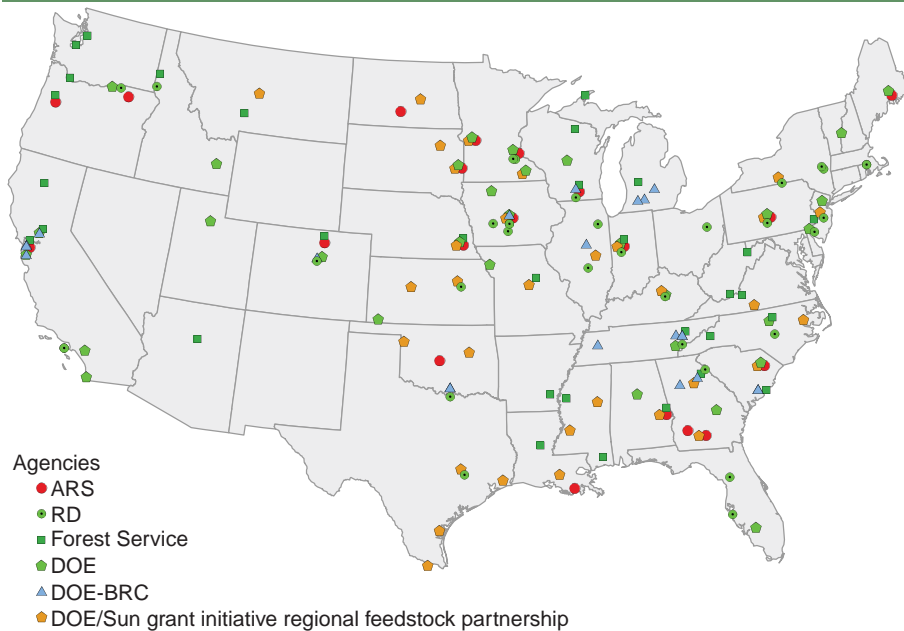 Agencies
ARS
RD
Forest Service
DOE
DOE-BRC
DOE/Sun grant initiative regional feedstock partnership